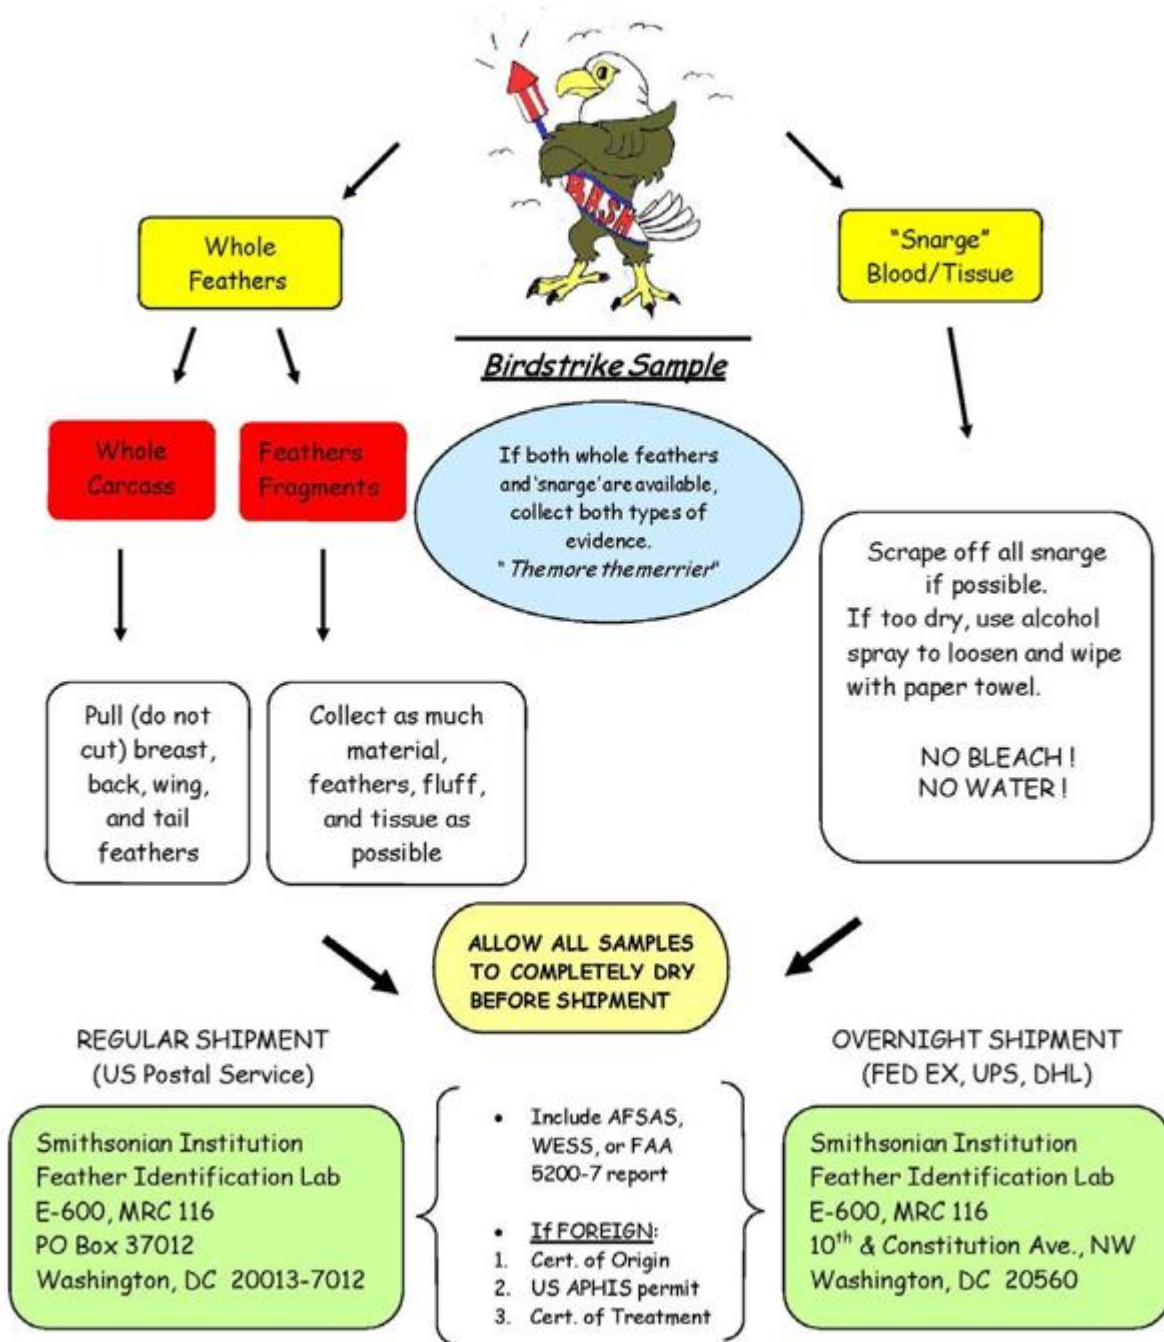 BASH
Whole
Feathers
"Snarge"
Blood/Tissue
Birdstrike Sample
Whole
Carcass
Feathers
Fragments
If both whole feathers
and 'snarge' are available,
collect both types of
evidence.
" The more the merrier"
Scrape off all snarge
if possible.
If too dry, use alcohol
spray to loosen and wipe
with paper towel.
NO BLEACH !
NO WATER !
Pull (do not
cut) breast,
back, wing,
and tail
feathers
Collect as much
material,
feathers, fluff,
and tissue as
possible
ALLOW ALL SAMPLES
TO COMPLETELY DRY
BEFORE SHIPMENT
REGULAR SHIPMENT
(US Postal Service)
Smithsonian Institution
Feather Identification Lab
E-600, MRC 116
PO Box 37012
Washington, DC 20013-7012
• Include AFSAS,
WESS, or FAA
5200-7 report
• If FOREIGN:
1. Cert. of Origin
2. US APHIS permit
3. Cert. of Treatment
OVERNIGHT SHIPMENT
(FED EX, UPS, DHL)
Smithsonian Institution
Feather Identification Lab
E-600, MRC 116
10th & Constitution Ave., NW
Washington, DC 20560